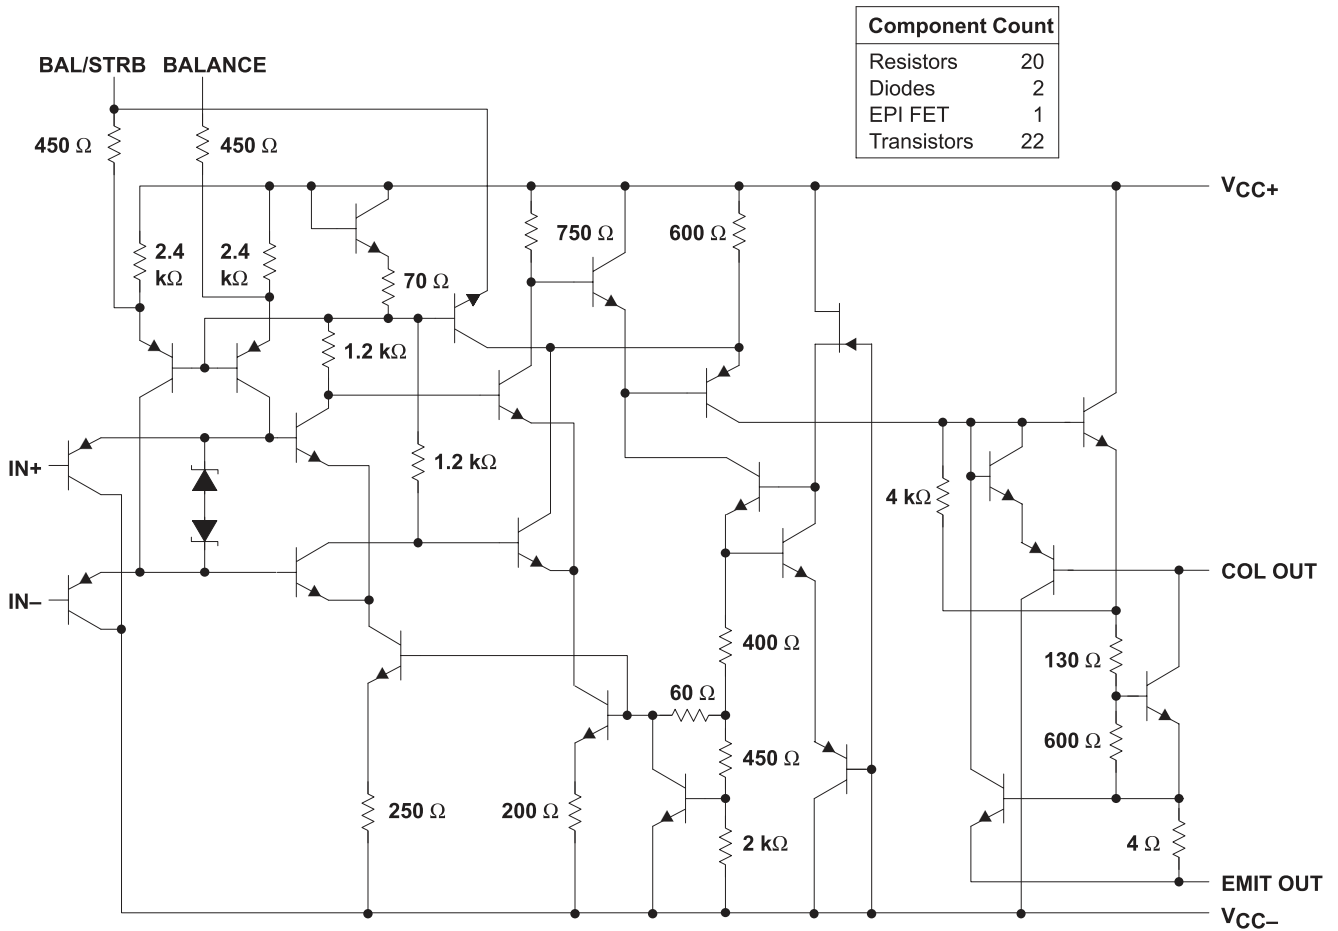 Component Count
Resistors 20
Diodes 2
EPI FET 1
Transistors 22
BAL/STRB BALANCE
450 Ω 450 Ω
VCC+
2.4 kΩ
2.4 kΩ
70 Ω
750 Ω
600 Ω
1.2 kΩ
IN+
1.2 kΩ
4 kΩ
COL OUT
IN–
400 Ω
130 Ω
60 Ω
600 Ω
450 Ω
250 Ω
200 Ω
2 kΩ
4 Ω
EMIT OUT
VCC–